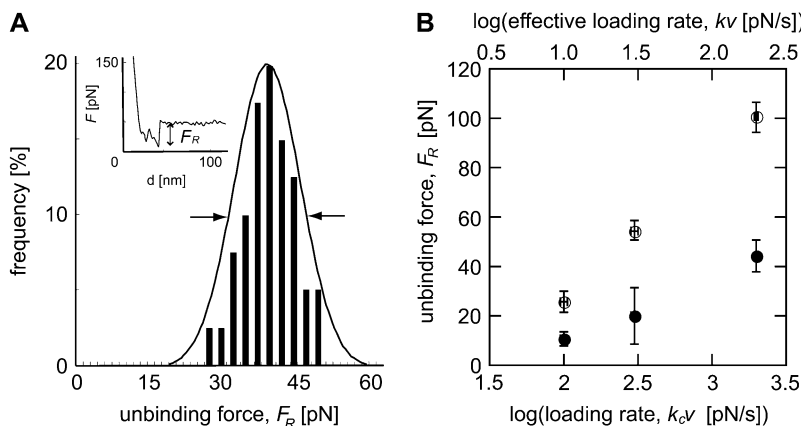 A
150
F [pN]
0
0
100
d [nm]
F_R
20
10
0
frequency [%]
0 15 30 45 60
unbinding force, F_R [pN]
B
log(effective loading rate, kv [pN/s])
0.5 1.0 1.5 2.0 2.5
120
100
80
60
40
20
0
unbinding force, F_R [pN]
1.5 2 2.5 3 3.5
log(loading rate, k_cv [pN/s])